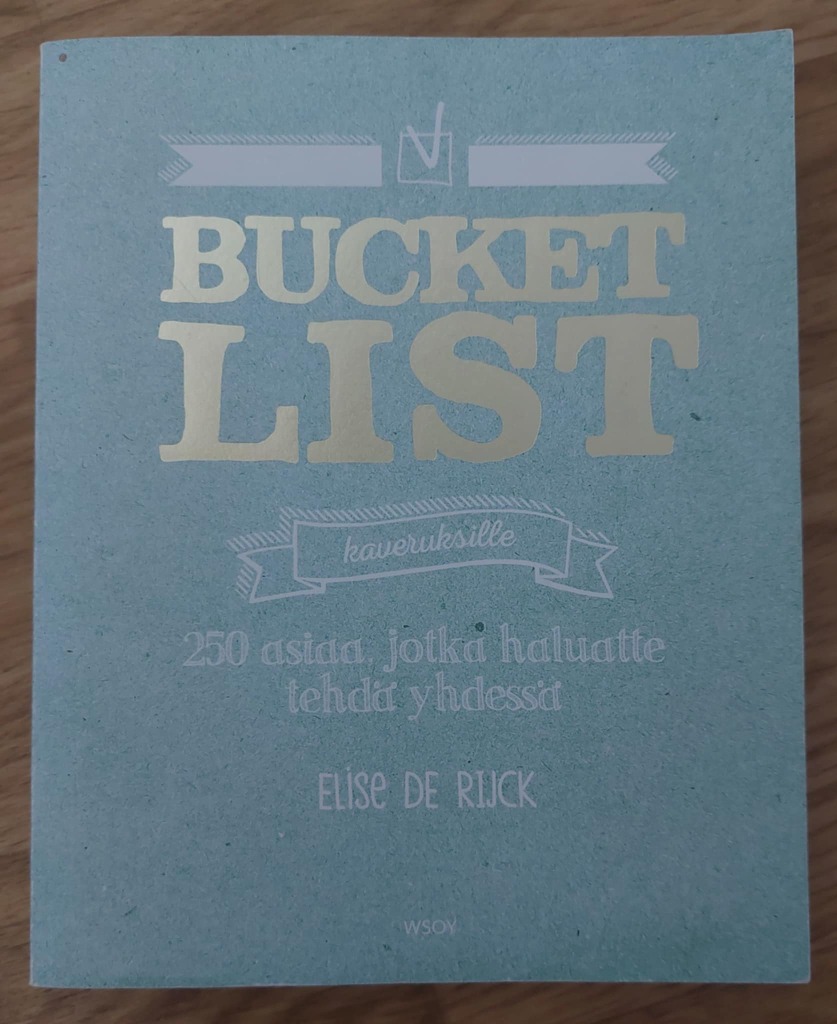 BUCKET
LIST
kaveruksille
250 asiaa, jotka haluatte
tehdä yhdessä
ELISE DE RIJCK
WSOY